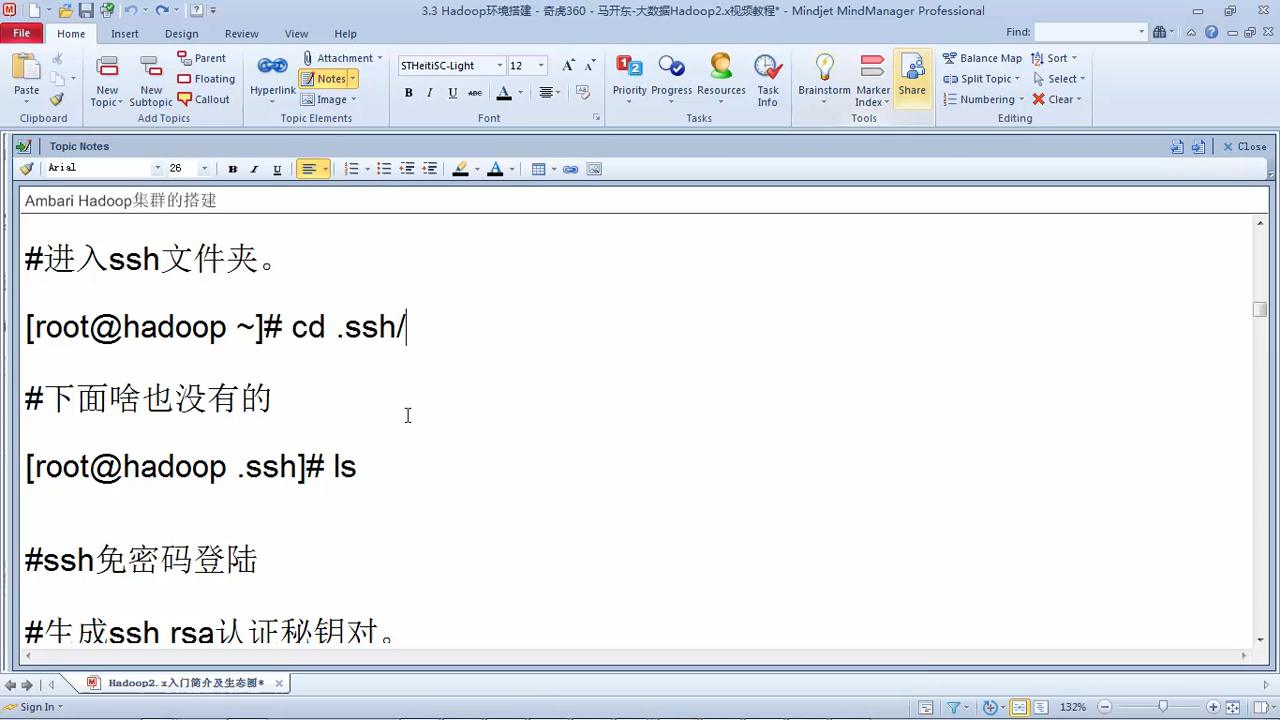 3.3 Hadoop环境搭建 - 奇虎360 - 马开东-大数据Hadoop2.x视频教程* - Mindjet MindManager Professional
File Home Insert Design Review View Help Find:
Parent Attachment STHeitiSC-Light 12 Balance Map Sort
Floating Notes Split Topic Select
Paste New Topic New Subtopic Callout Hyperlink Image Priority Progress Resources Task Info Brainstorm Marker Index Share Numbering Clear
Clipboard Add Topics Topic Elements Font Tasks Tools Editing
Topic Notes Close
Arial 26
Ambari Hadoop集群的搭建
#进入ssh文件夹。
[root@hadoop ~]# cd .ssh/
#下面啥也没有的
[root@hadoop .ssh]# ls
#ssh免密码登陆
#生成ssh rsa认证秘钥对。
Hadoop2.x入门简介及生态圈*
Sign In 132%